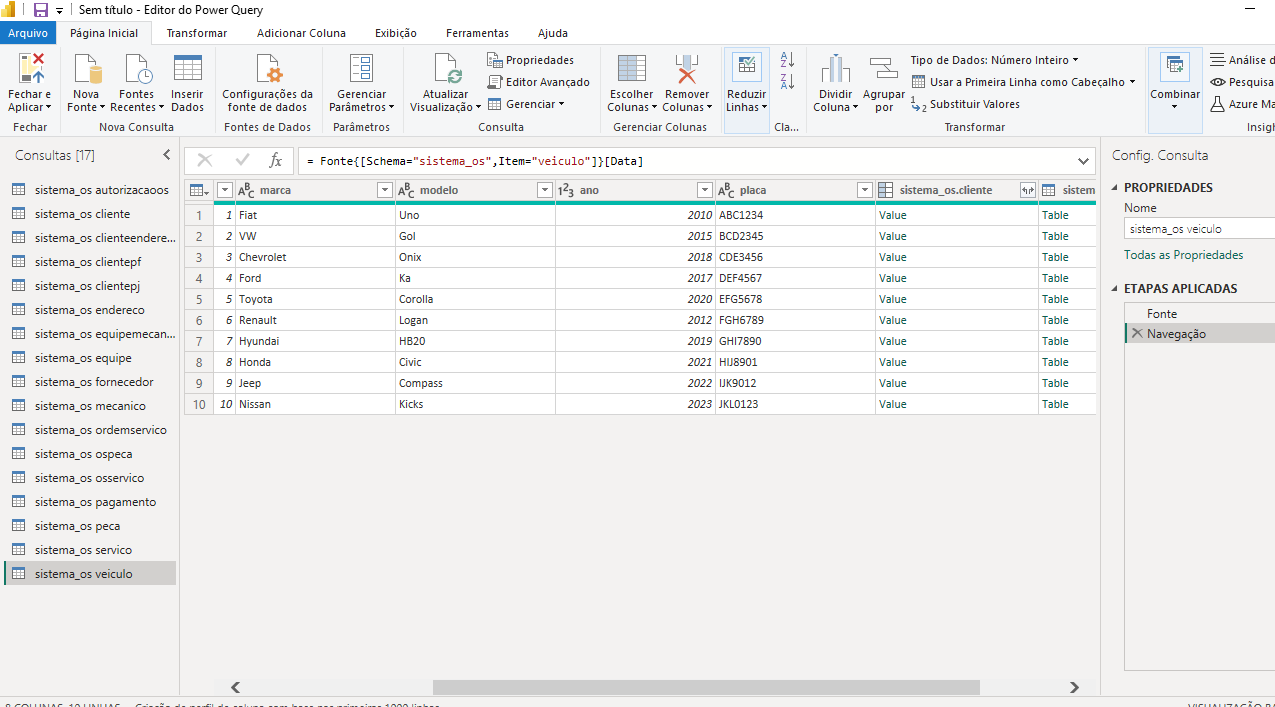 Sem título - Editor do Power Query
Arquivo Página Inicial Transformar Adicionar Coluna Exibição Ferramentas Ajuda
Fechar e Aplicar
Fechar
Nova Fonte
Fontes Recentes
Inserir Dados
Nova Consulta
Configurações da fonte de dados
Fontes de Dados
Gerenciar Parâmetros
Parâmetros
Atualizar Visualização
Propriedades
Editor Avançado
Gerenciar
Consulta
Escolher Colunas
Remover Colunas
Gerenciar Colunas
Reduzir Linhas
Cla...
Dividir Coluna
Agrupar por
Tipo de Dados: Número Inteiro
Usar a Primeira Linha como Cabeçalho
Substituir Valores
Transformar
Combinar
Análise d
Pesquisa
Azure Ma
Insigh
Consultas [17]
sistema_os autorizacaoos
sistema_os cliente
sistema_os clienteendere...
sistema_os clientepf
sistema_os clientepj
sistema_os endereco
sistema_os equipemecan...
sistema_os equipe
sistema_os fornecedor
sistema_os mecanico
sistema_os ordemservico
sistema_os ospeca
sistema_os osservico
sistema_os pagamento
sistema_os peca
sistema_os servico
sistema_os veiculo
fx = Fonte{[Schema="sistema_os",Item="veiculo"]}[Data]
ABC marca ABC modelo 123 ano ABC placa sistema_os.cliente sistem
1 1 Fiat Uno 2010 ABC1234 Value Table
2 2 VW Gol 2015 BCD2345 Value Table
3 3 Chevrolet Onix 2018 CDE3456 Value Table
4 4 Ford Ka 2017 DEF4567 Value Table
5 5 Toyota Corolla 2020 EFG5678 Value Table
6 6 Renault Logan 2012 FGH6789 Value Table
7 7 Hyundai HB20 2019 GHI7890 Value Table
8 8 Honda Civic 2021 HIJ8901 Value Table
9 9 Jeep Compass 2022 IJK9012 Value Table
10 10 Nissan Kicks 2023 JKL0123 Value Table
Config. Consulta
PROPRIEDADES
Nome
sistema_os veiculo
Todas as Propriedades
ETAPAS APLICADAS
Fonte
Navegação